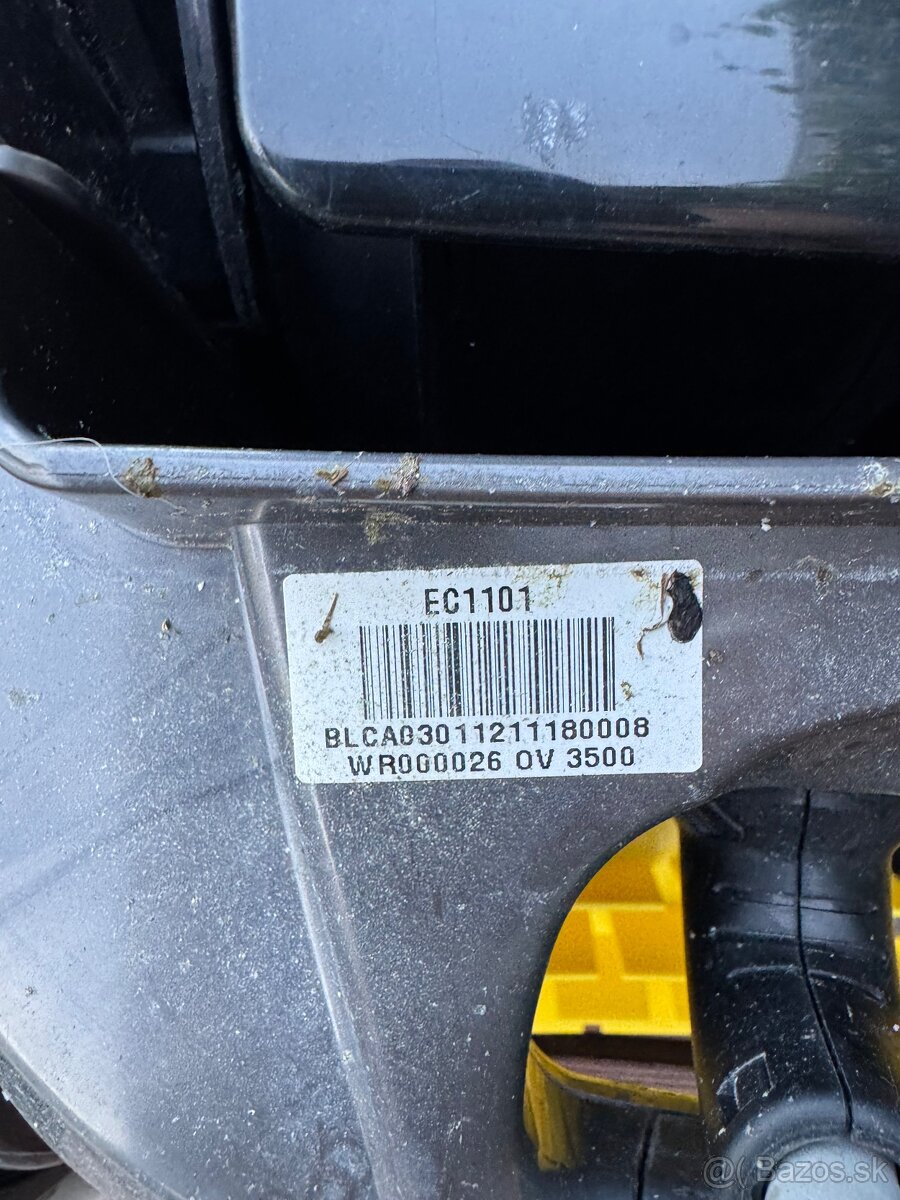 EC1101
BLCA03011211180008
WR000026 OV 3500
@ Bazos.sk